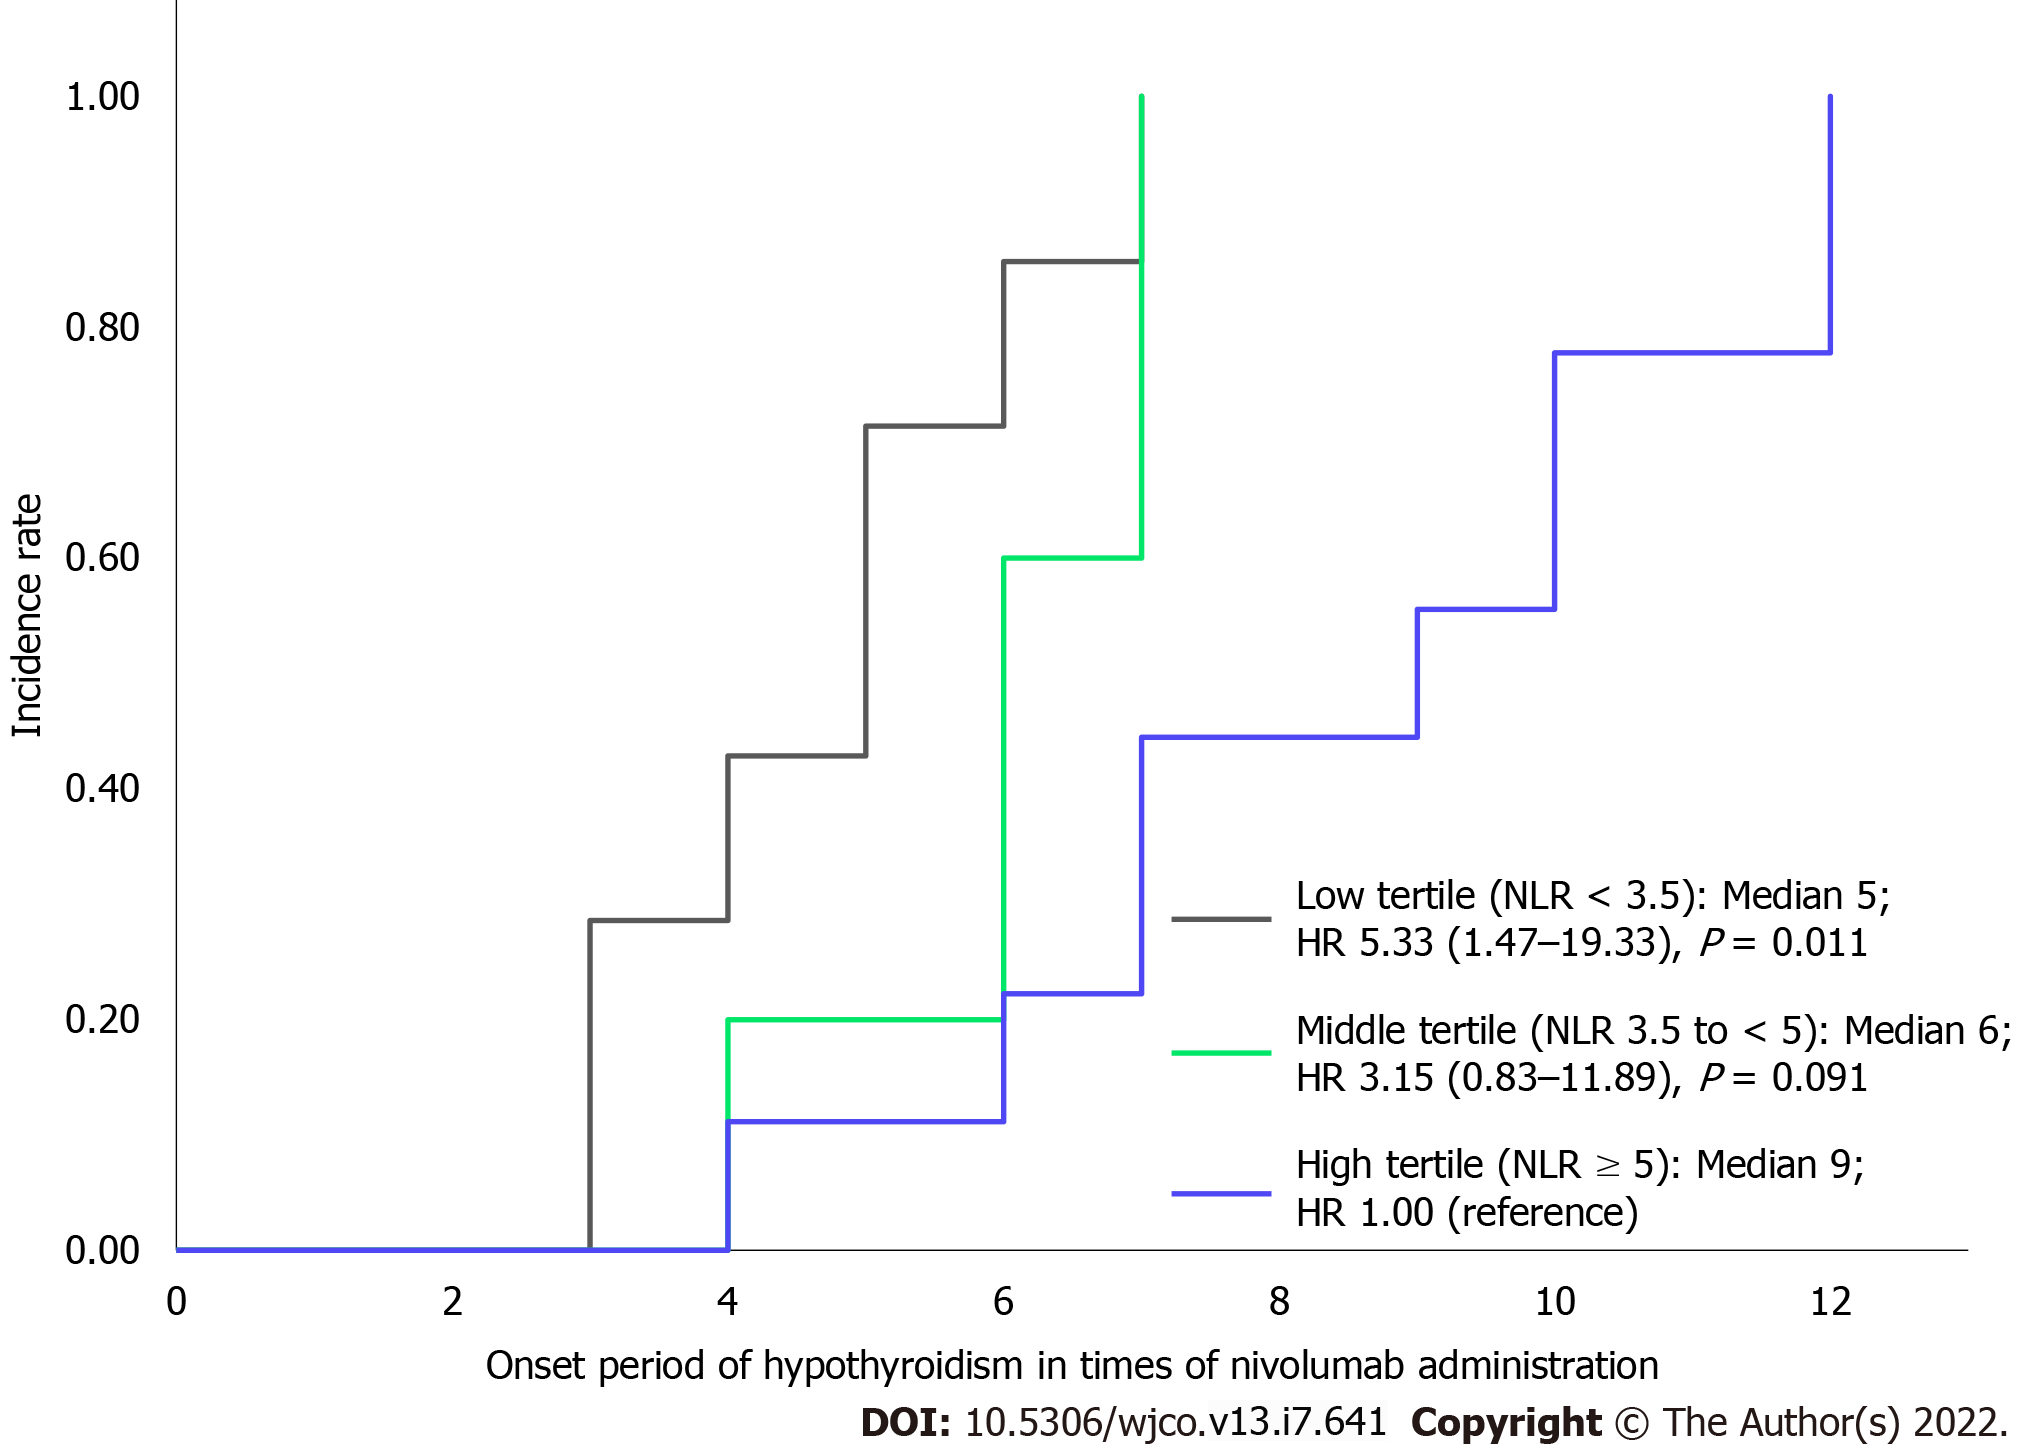 1.00
0.80
0.60
0.40
0.20
0.00
Incidence rate
Low tertile (NLR < 3.5): Median 5;
HR 5.33 (1.47–19.33), P = 0.011
Middle tertile (NLR 3.5 to < 5): Median 6;
HR 3.15 (0.83–11.89), P = 0.091
High tertile (NLR ≥ 5): Median 9;
HR 1.00 (reference)
0 2 4 6 8 10 12
Onset period of hypothyroidism in times of nivolumab administration
DOI: 10.5306/wjco.v13.i7.641 Copyright © The Author(s) 2022.